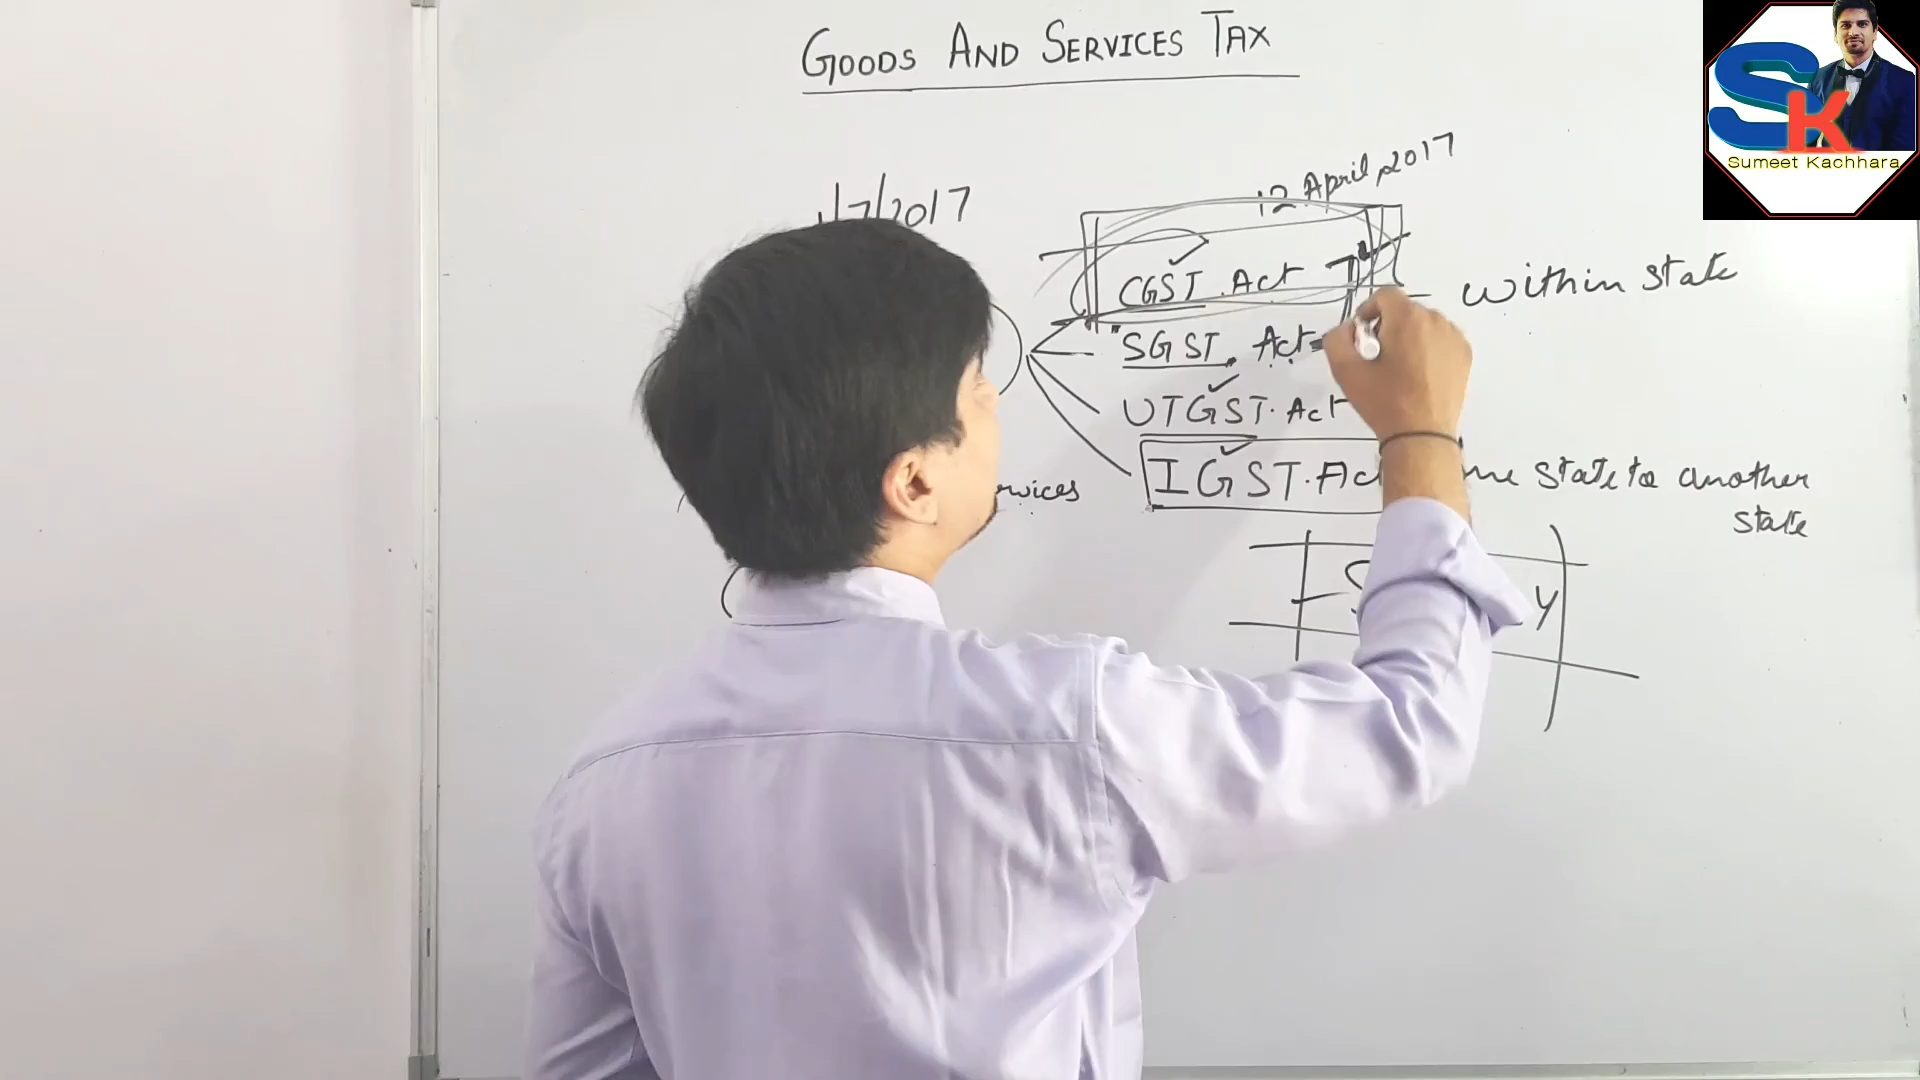 GOODS AND SERVICES TAX
SK
Sumeet Kachhara
12 April, 2017
1/7/2017
CGST Act
within state
SGST Act
UTGST Act
IGST Act
state to another
state